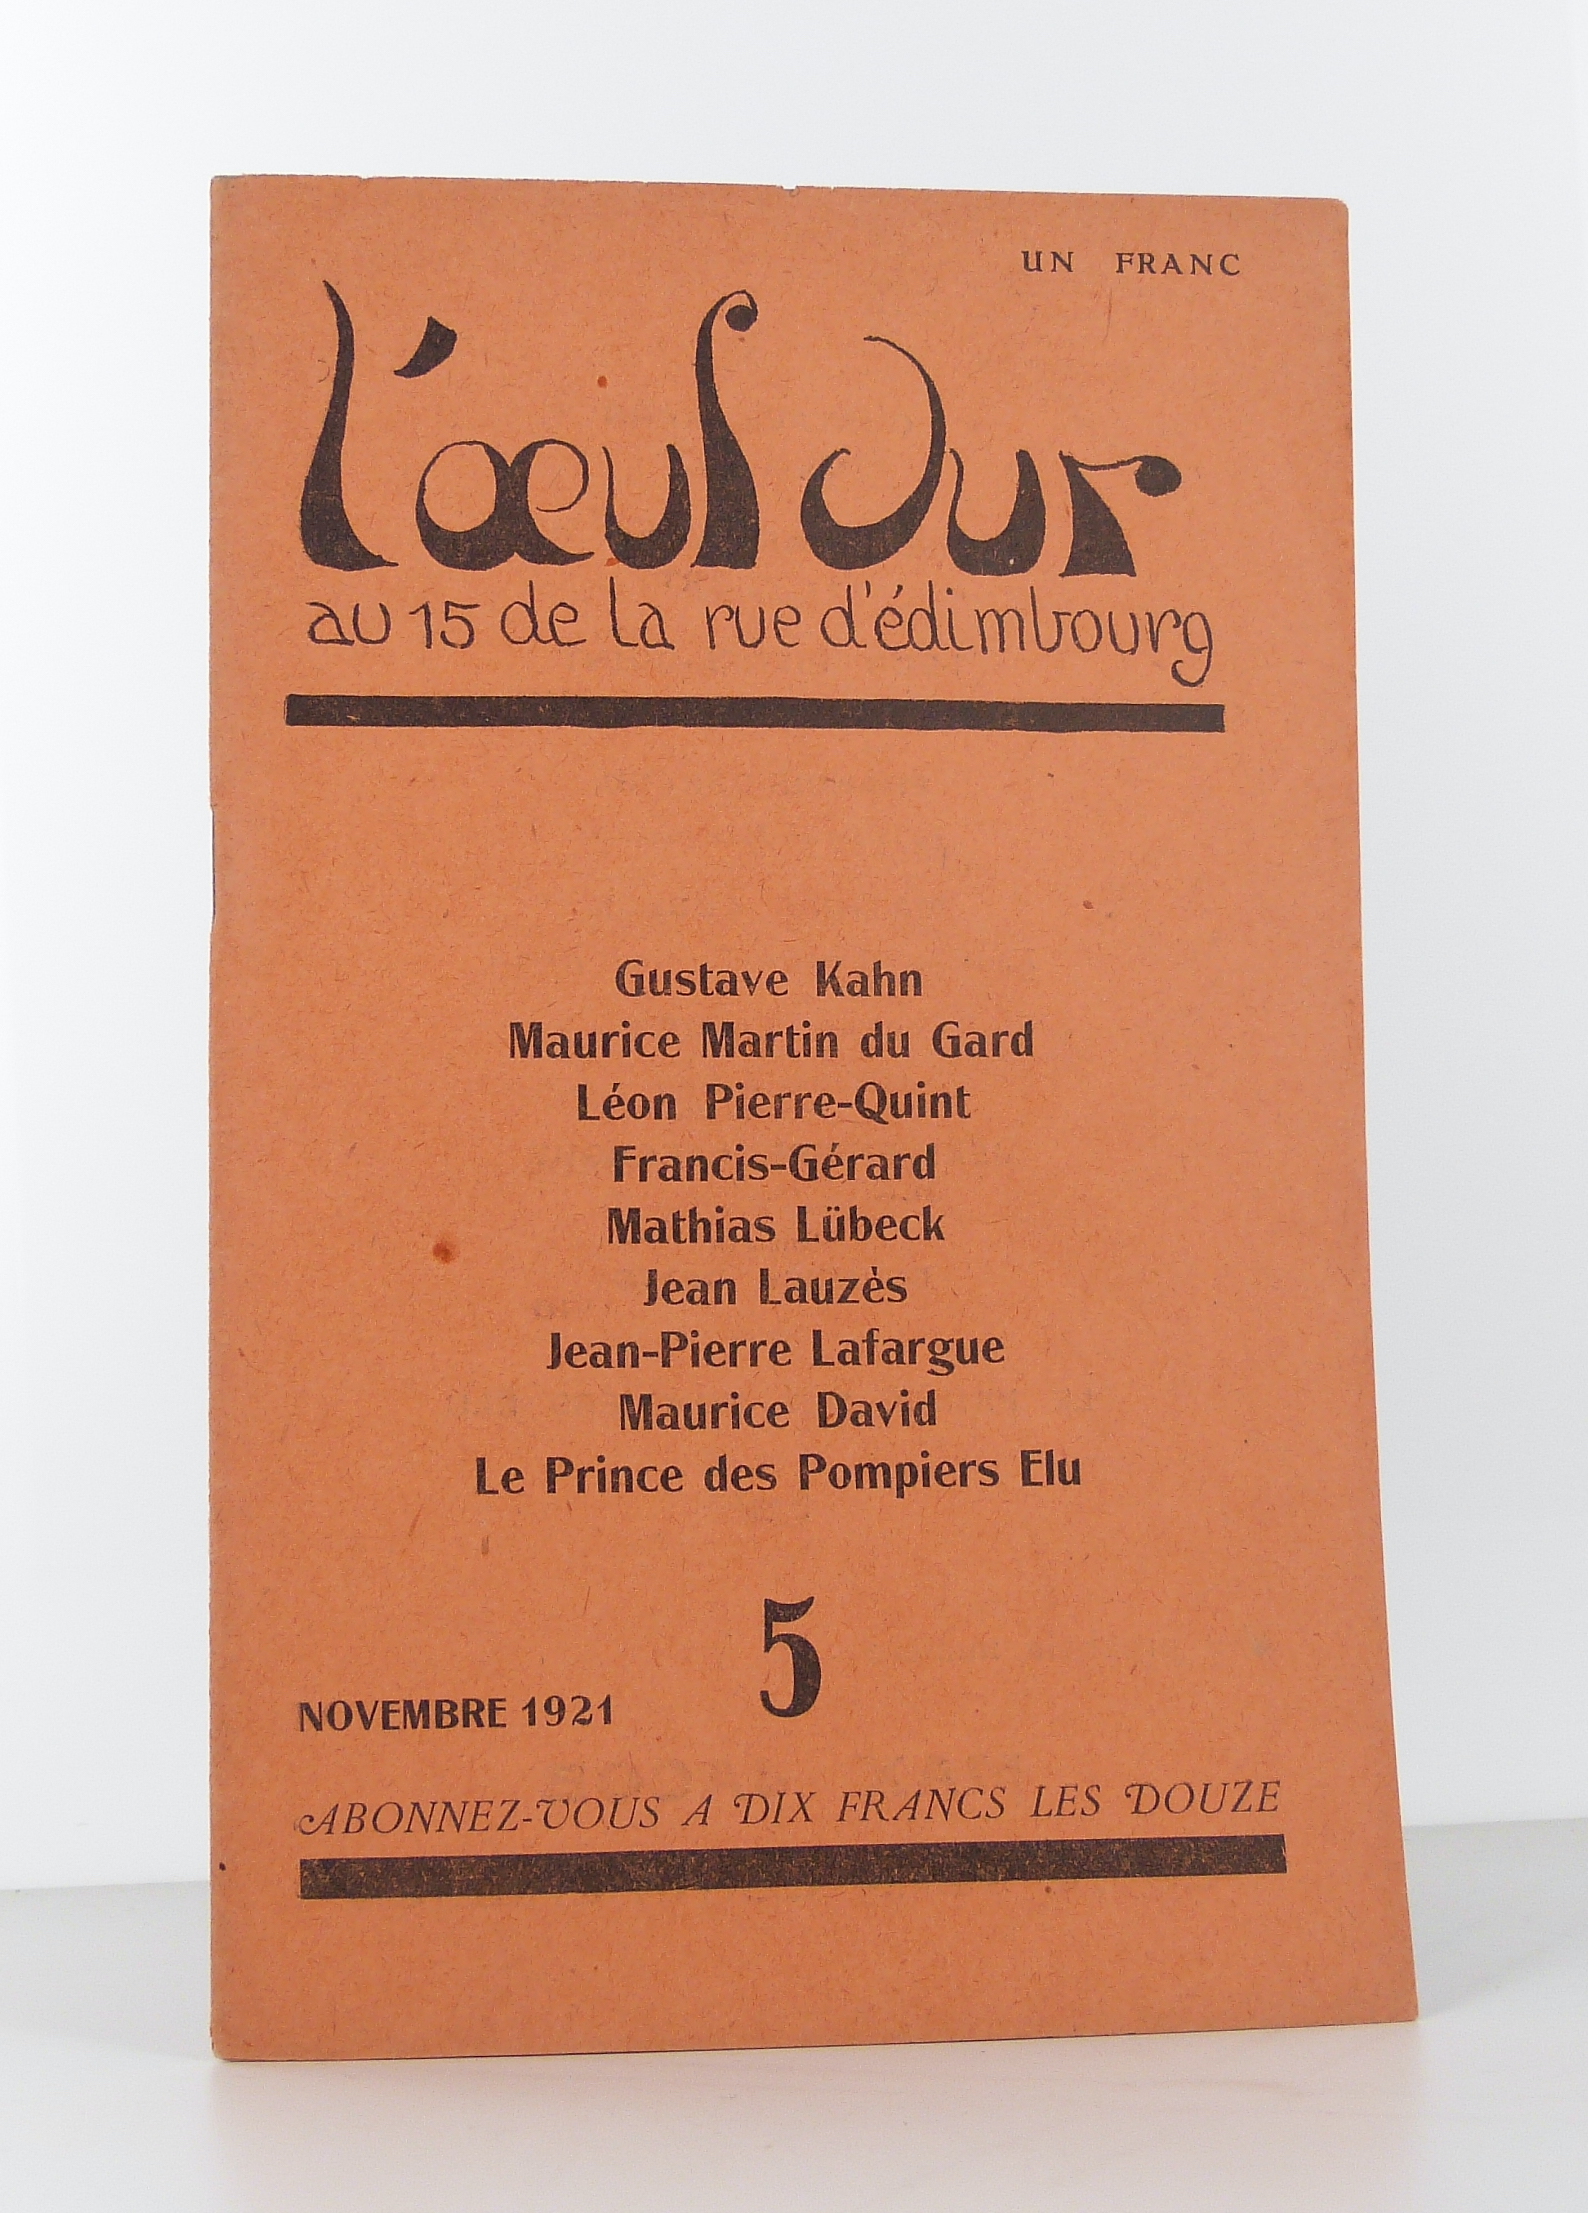 UN FRANC
l'œuf dur
au 15 de la rue d'édimbourg
Gustave Kahn
Maurice Martin du Gard
Léon Pierre-Quint
Francis-Gérard
Mathias Lübeck
Jean Lauzès
Jean-Pierre Lafargue
Maurice David
Le Prince des Pompiers Elu
5
NOVEMBRE 1921
ABONNEZ-VOUS A DIX FRANCS LES DOUZE